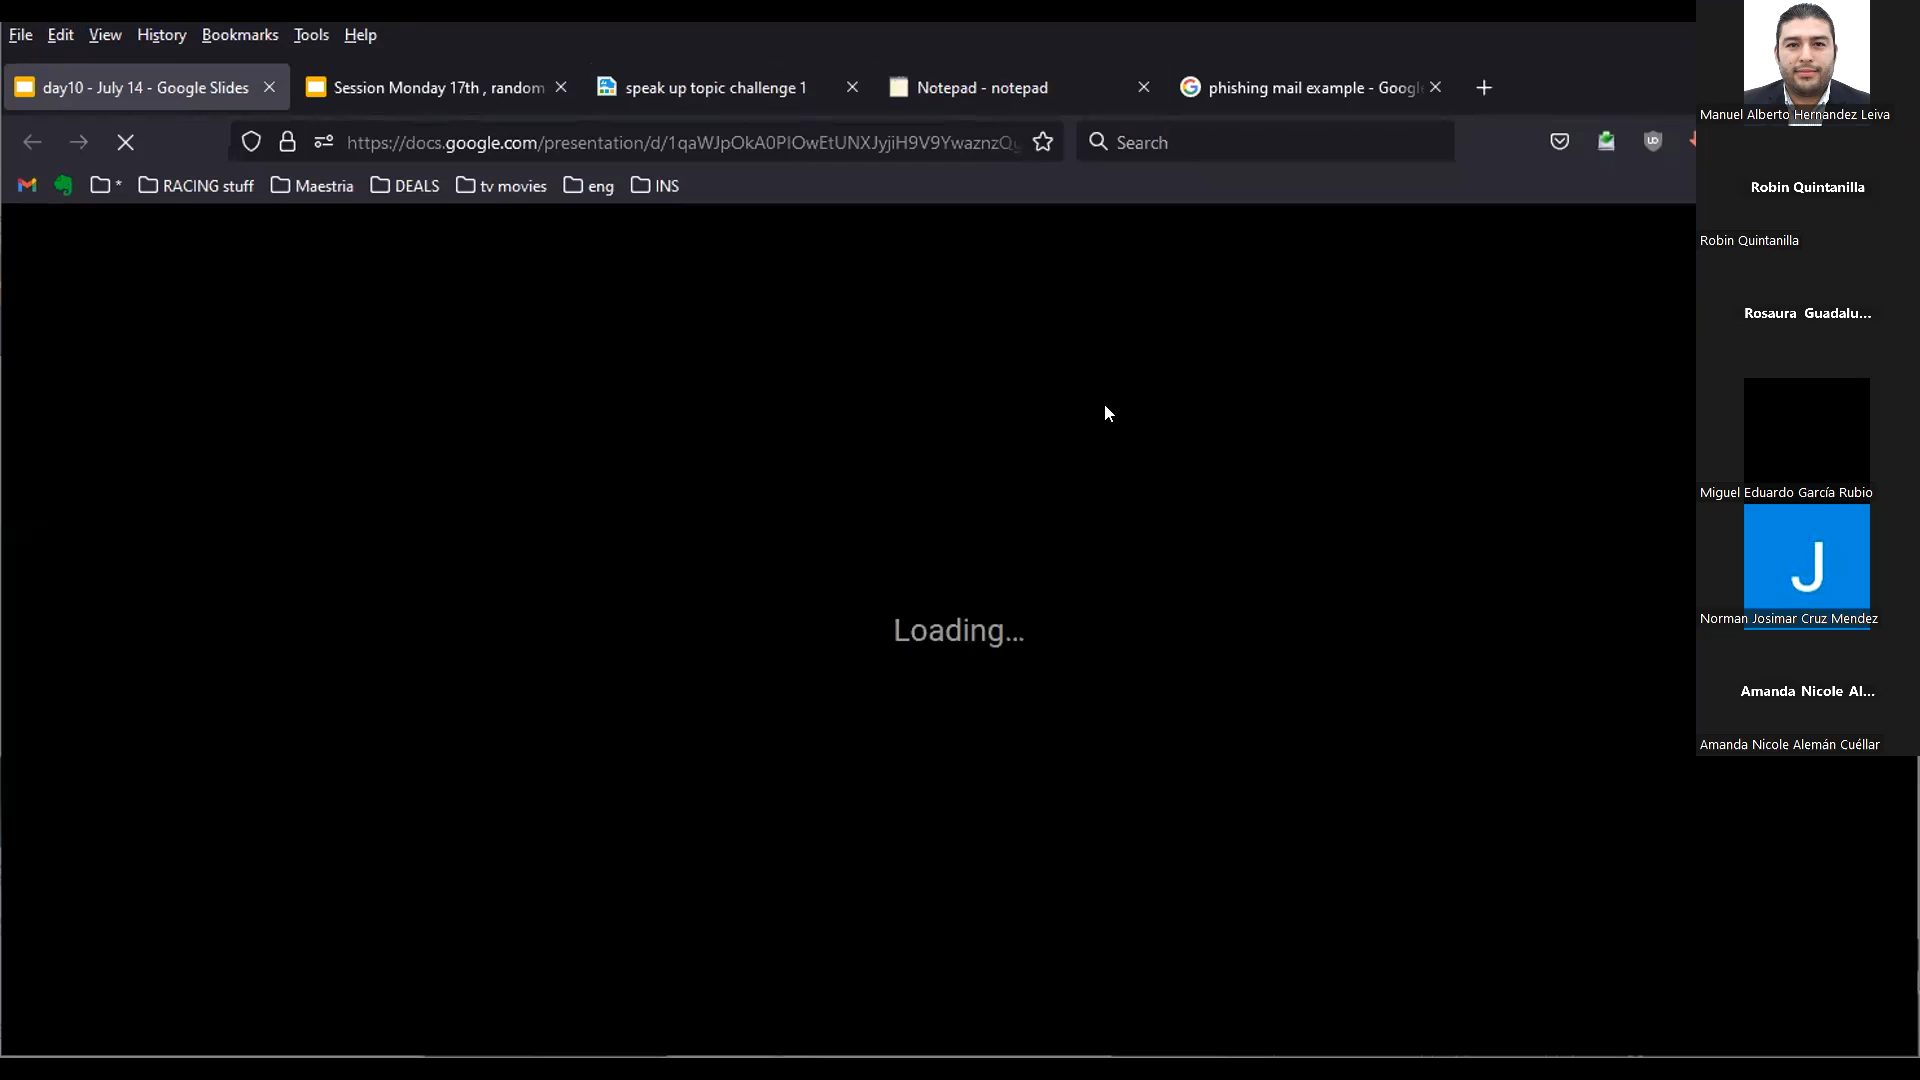 File Edit View History Bookmarks Tools Help
day10 - July 14 - Google Slides
Session Monday 17th , random
speak up topic challenge 1
Notepad - notepad
phishing mail example - Googl
https://docs.google.com/presentation/d/1qaWJpOkA0PIOwEtUNXJyjiH9V9YwaznzQ
Search
* RACING stuff Maestria DEALS tv movies eng INS
Loading...
Manuel Alberto Hernandez Leiva
Robin Quintanilla
Robin Quintanilla
Rosaura Guadalu...
Miguel Eduardo García Rubio
J
Norman Josimar Cruz Mendez
Amanda Nicole Al...
Amanda Nicole Alemán Cuéllar